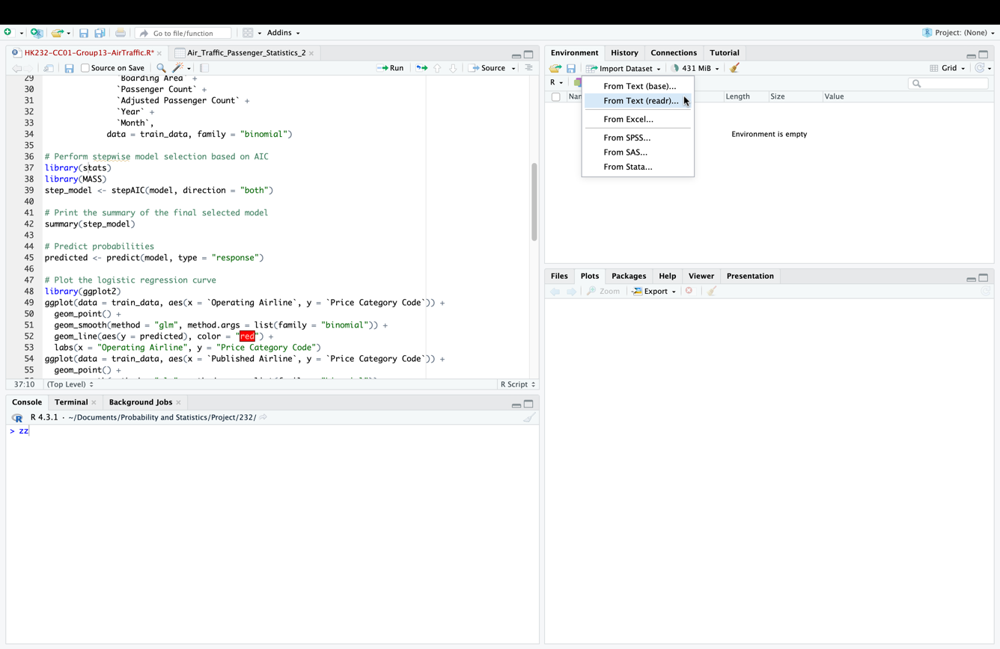 Go to file/function
Addins
Project: (None)
HK232-CC01-Group13-AirTraffic.R*
Air_Traffic_Passenger_Statistics_2
Source on Save
Run
Source
29 `Boarding Area` +
30 `Passenger Count` +
31 `Adjusted Passenger Count` +
32 `Year` +
33 `Month`,
34 data = train_data, family = "binomial")
35
36 # Perform stepwise model selection based on AIC
37 library(stats)
38 library(MASS)
39 step_model <- stepAIC(model, direction = "both")
40
41 # Print the summary of the final selected model
42 summary(step_model)
43
44 # Predict probabilities
45 predicted <- predict(model, type = "response")
46
47 # Plot the logistic regression curve
48 library(ggplot2)
49 ggplot(data = train_data, aes(x = `Operating Airline`, y = `Price Category Code`)) +
50 geom_point() +
51 geom_smooth(method = "glm", method.args = list(family = "binomial")) +
52 geom_line(aes(y = predicted), color = "red") +
53 labs(x = "Operating Airline", y = "Price Category Code")
54 ggplot(data = train_data, aes(x = `Published Airline`, y = `Price Category Code`)) +
55 geom_point() +
37:10 (Top Level) R Script
Console Terminal Background Jobs
R 4.3.1 · ~/Documents/Probability and Statistics/Project/232/
> zz
Environment History Connections Tutorial
Import Dataset 431 MiB Grid
R
Length Size Value
From Text (base)...
From Text (readr)...
From Excel...
From SPSS...
From SAS...
From Stata...
Environment is empty
Files Plots Packages Help Viewer Presentation
Zoom Export